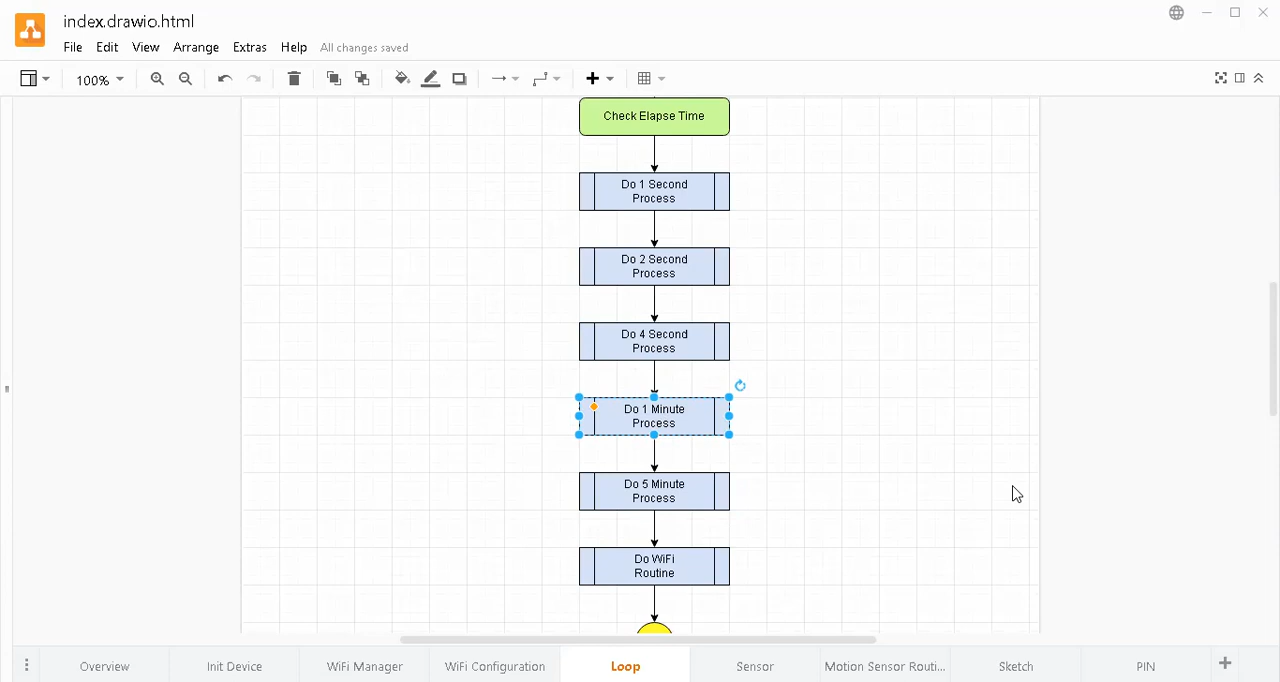 index.drawio.html
File Edit View Arrange Extras Help All changes saved
100%
Check Elapse Time
Do 1 Second
Process
Do 2 Second
Process
Do 4 Second
Process
Do 1 Minute
Process
Do 5 Minute
Process
Do WiFi
Routine
Overview Init Device WiFi Manager WiFi Configuration Loop Sensor Motion Sensor Routi... Sketch PIN